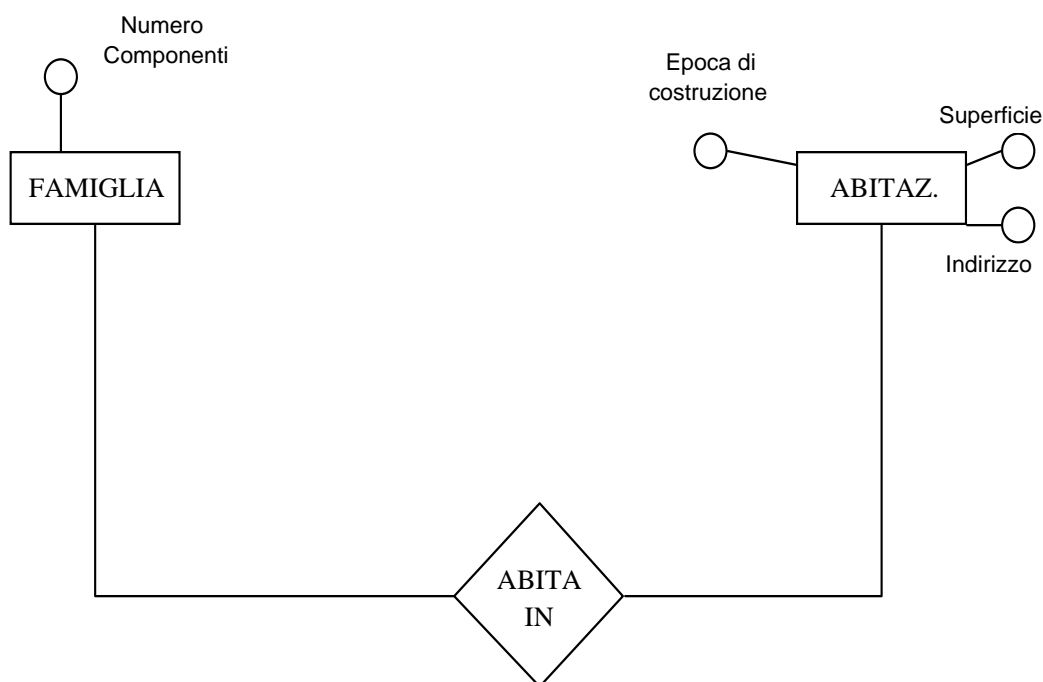 Numero
Componenti
Epoca di
costruzione
Superficie
FAMIGLIA
ABITAZ.
Indirizzo
ABITA
IN